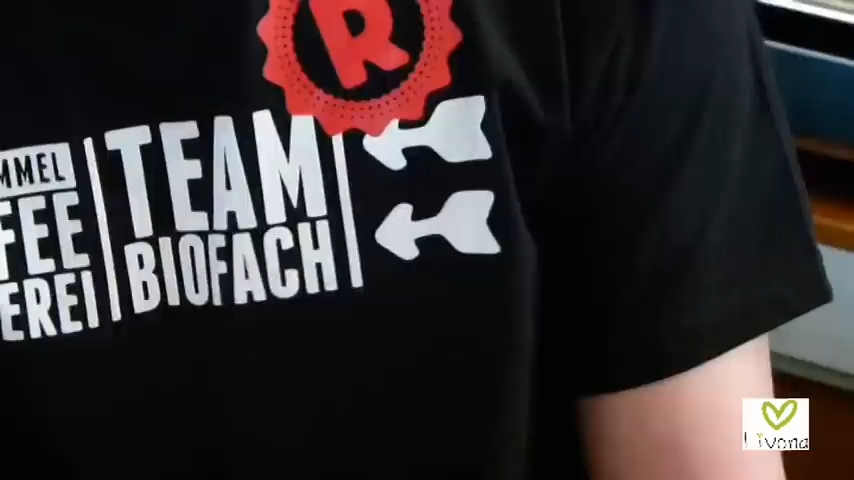 R
MMEL
FEE
EREI
TEAM
BIOFACH
Livona